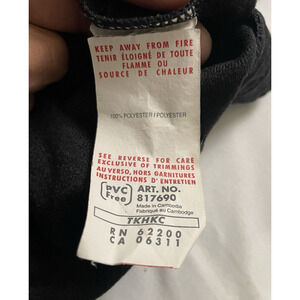 KEEP AWAY FROM FIRE
TENIR ÉLOIGNÉ DE TOUTE
FLAMME OU
SOURCE DE CHALEUR
100% POLYESTER / POLYESTER
SEE REVERSE FOR CARE
EXCLUSIVE OF TRIMMINGS
AU VERSO, HORS GARNITURES
INSTRUCTIONS D'ENTRETIEN
PVC Free
ART. NO.
817690
Made in Cambodia
Fabriqué au Cambodge
TKHKC
RN 62200
CA 06311